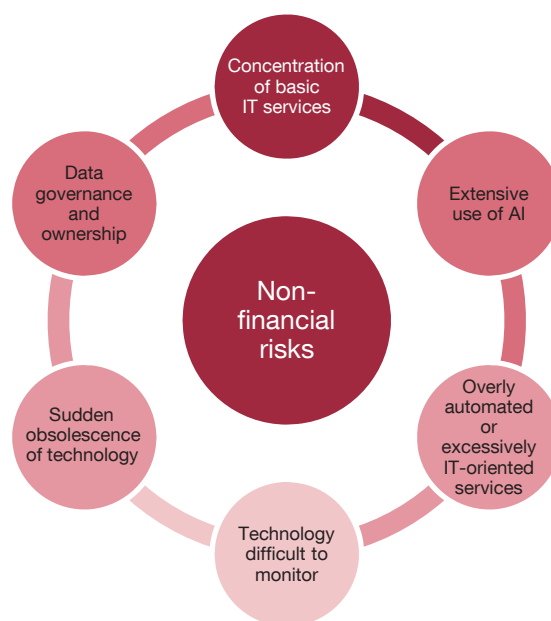 Concentration
of basic
IT services
Extensive
use of AI
Overly
automated or
excessively
IT-oriented
services
Technology
difficult to
monitor
Sudden
obsolescence
of technology
Data
governance
and
ownership
Non-
financial
risks